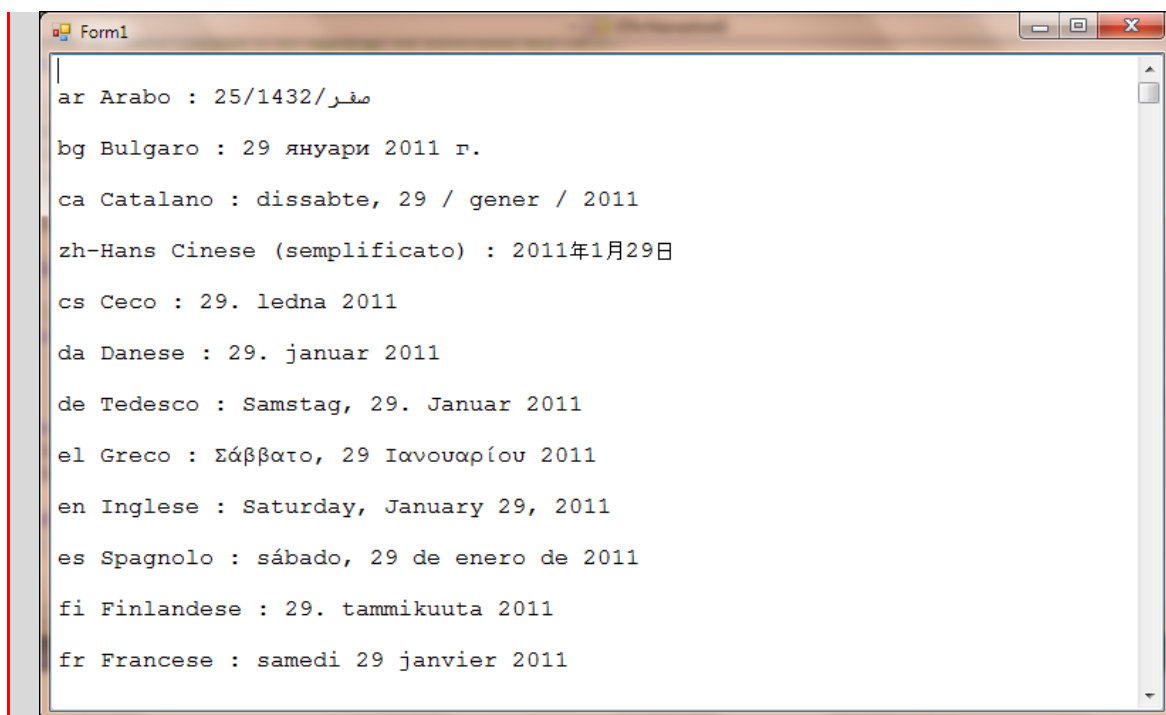 Form1
ar Arabo : 25/صفر/1432
bg Bulgaro : 29 януари 2011 г.
ca Catalano : dissabte, 29 / gener / 2011
zh-Hans Cinese (semplificato) : 2011年1月29日
cs Ceco : 29. ledna 2011
da Danese : 29. januar 2011
de Tedesco : Samstag, 29. Januar 2011
el Greco : Σάββατο, 29 Ιανουαρίου 2011
en Inglese : Saturday, January 29, 2011
es Spagnolo : sábado, 29 de enero de 2011
fi Finlandese : 29. tammikuuta 2011
fr Francese : samedi 29 janvier 2011